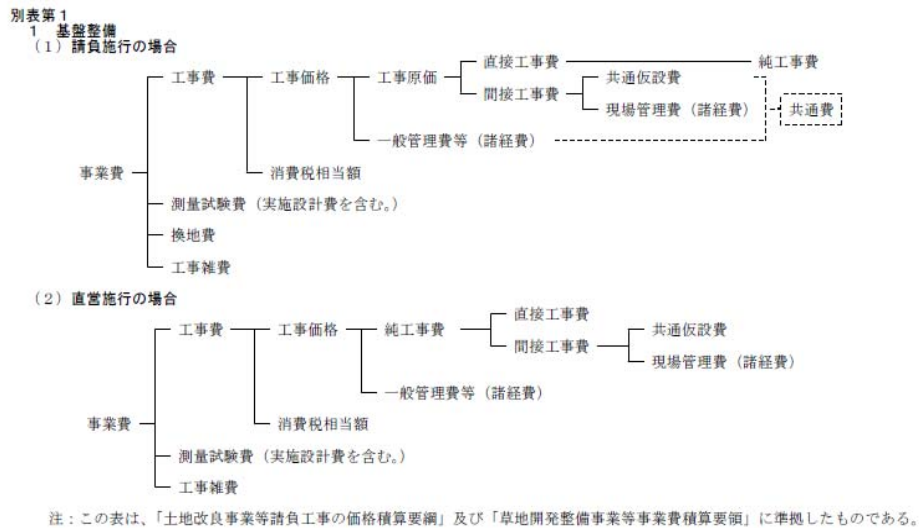 別表第1
1 基盤整備
(1)請負施行の場合
直接工事費 純工事費
工事費 工事価格 工事原価 共通仮設費
間接工事費
現場管理費(諸経費) 共通費
一般管理費等(諸経費)
事業費 消費税相当額
測量試験費(実施設計費を含む。)
換地費
工事雑費
(2)直営施行の場合
直接工事費
工事費 工事価格 純工事費 共通仮設費
間接工事費
現場管理費(諸経費)
一般管理費等(諸経費)
事業費 消費税相当額
測量試験費(実施設計費を含む。)
工事雑費
注:この表は、「土地改良事業等請負工事の価格積算要綱」及び「草地開発整備事業等事業費積算要領」に準拠したものである。